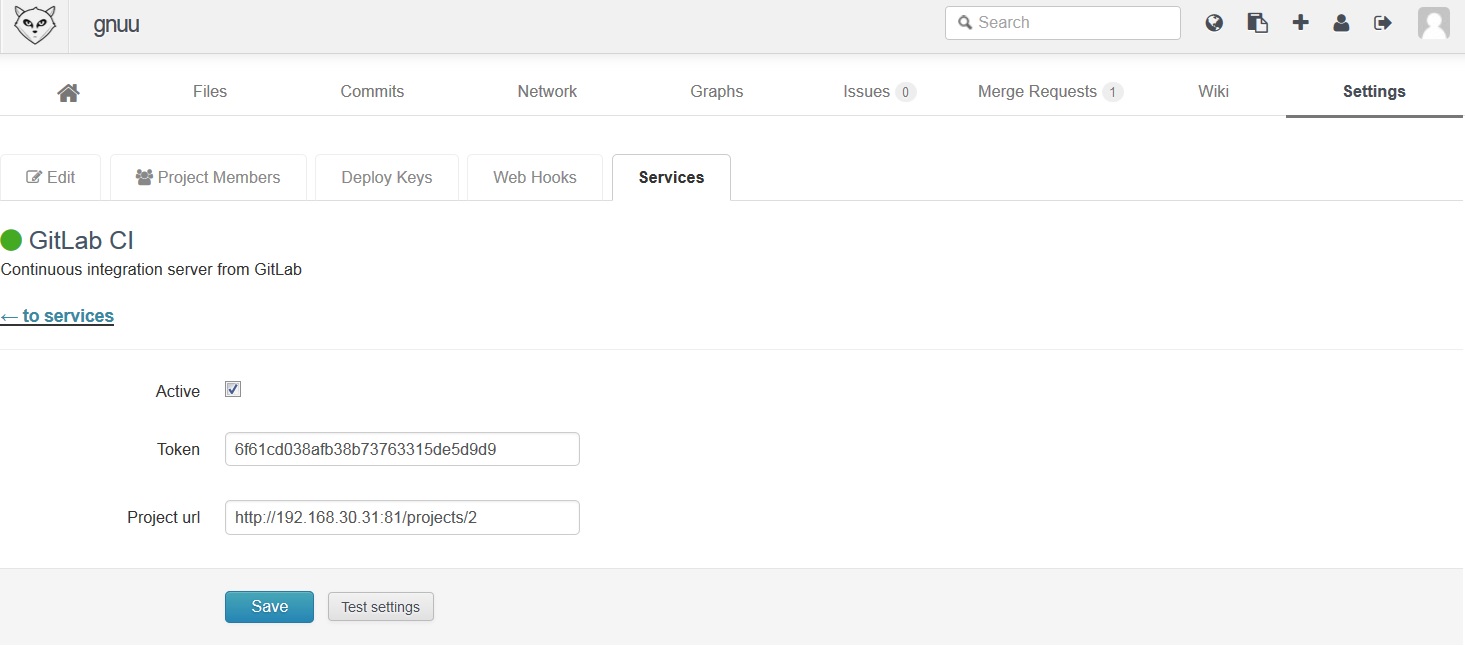 gnuu
Search
Files Commits Network Graphs Issues 0 Merge Requests 1 Wiki Settings
Edit Project Members Deploy Keys Web Hooks Services
GitLab CI
Continuous integration server from GitLab
← to services
Active
Token 6f61cd038afb38b73763315de5d9d9
Project url http://192.168.30.31:81/projects/2
Save Test settings